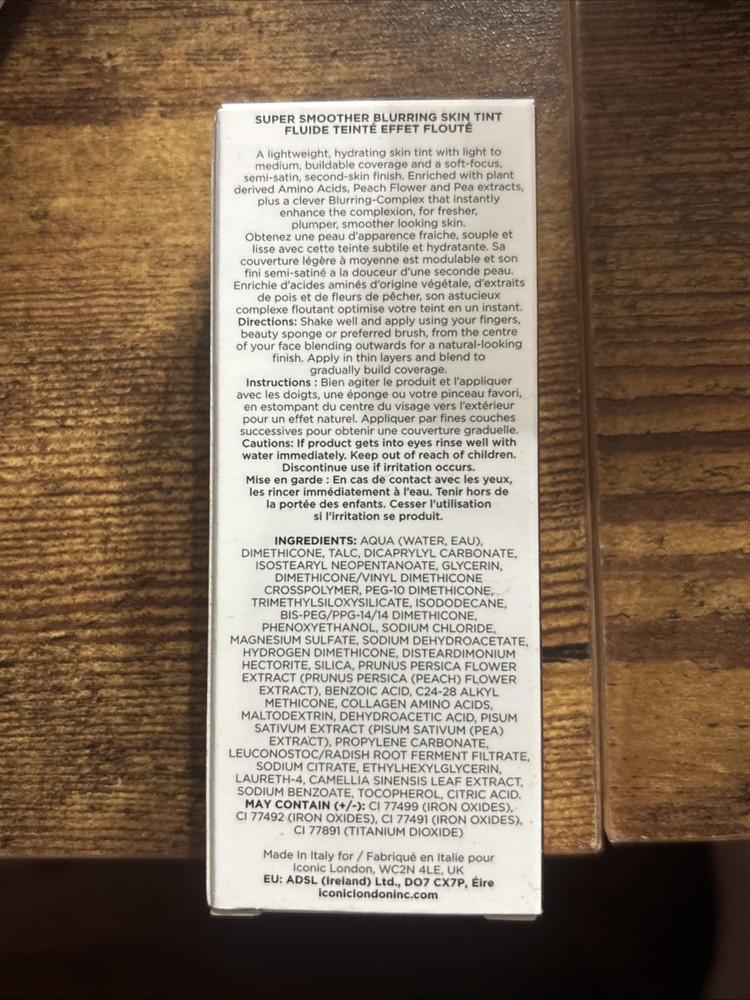 SUPER SMOOTHER BLURRING SKIN TINT
FLUIDE TEINTÉ EFFET FLOUTÉ
A lightweight, hydrating skin tint with light to
medium, buildable coverage and a soft-focus,
semi-satin, second-skin finish. Enriched with plant
derived Amino Acids, Peach Flower and Pea extracts,
plus a clever Blurring-Complex that instantly
enhance the complexion, for fresher,
plumper, smoother looking skin.
Obtenez une peau d'apparence fraiche, souple et
lisse avec cette teinte subtile et hydratante. Sa
couverture légère à moyenne est modulable et son
fini semi-satiné a la douceur d'une seconde peau.
Enrichie d'acides aminés d'origine végétale, d'extraits
de pois et de fleurs de pêcher, son astucieux
complexe floutant optimise votre teint en un instant.
Directions: Shake well and apply using your fingers,
beauty sponge or preferred brush, from the centre
of your face blending outwards for a natural-looking
finish. Apply in thin layers and blend to
gradually build coverage.
Instructions : Bien agiter le produit et l'appliquer
avec les doigts, une éponge ou votre pinceau favori,
en estompant du centre du visage vers l'extérieur
pour un effet naturel. Appliquer par fines couches
successives pour obtenir une couverture graduelle.
Cautions: If product gets into eyes rinse well with
water immediately. Keep out of reach of children.
Discontinue use if irritation occurs.
Mise en garde : En cas de contact avec les yeux,
les rincer immédiatement à l'eau. Tenir hors de
la portée des enfants. Cesser l'utilisation
si l'irritation se produit.
INGREDIENTS: AQUA (WATER, EAU),
DIMETHICONE, TALC, DICAPRYLYL CARBONATE,
ISOSTEARYL NEOPENTANOATE, GLYCERIN,
DIMETHICONE/VINYL DIMETHICONE
CROSSPOLYMER, PEG-10 DIMETHICONE,
TRIMETHYLSILOXYSILICATE, ISODODECANE,
BIS-PEG/PPG-14/14 DIMETHICONE,
PHENOXYETHANOL, SODIUM CHLORIDE,
MAGNESIUM SULFATE, SODIUM DEHYDROACETATE,
HYDROGEN DIMETHICONE, DISTEARDIMONIUM
HECTORITE, SILICA, PRUNUS PERSICA FLOWER
EXTRACT (PRUNUS PERSICA (PEACH) FLOWER
EXTRACT), BENZOIC ACID, C24-28 ALKYL
METHICONE, COLLAGEN AMINO ACIDS,
MALTODEXTRIN, DEHYDROACETIC ACID, PISUM
SATIVUM EXTRACT (PISUM SATIVUM (PEA)
EXTRACT), PROPYLENE CARBONATE,
LEUCONOSTOC/RADISH ROOT FERMENT FILTRATE,
SODIUM CITRATE, ETHYLHEXYLGLYCERIN,
LAURETH-4, CAMELLIA SINENSIS LEAF EXTRACT,
SODIUM BENZOATE, TOCOPHEROL, CITRIC ACID.
MAY CONTAIN (+/-): CI 77499 (IRON OXIDES),
CI 77492 (IRON OXIDES), CI 77491 (IRON OXIDES),
CI 77891 (TITANIUM DIOXIDE)
Made in Italy for / Fabriqué en Italie pour
Iconic London, WC2N 4LE, UK
EU: ADSL (Ireland) Ltd., DO7 CX7P, Éire
iconiclondoninc.com